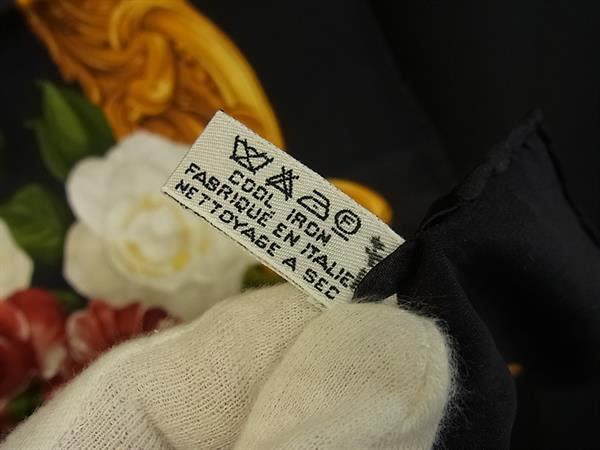 COOL IRON
FABRIQUÉ EN ITALIE
NETTOYAGE A SEC